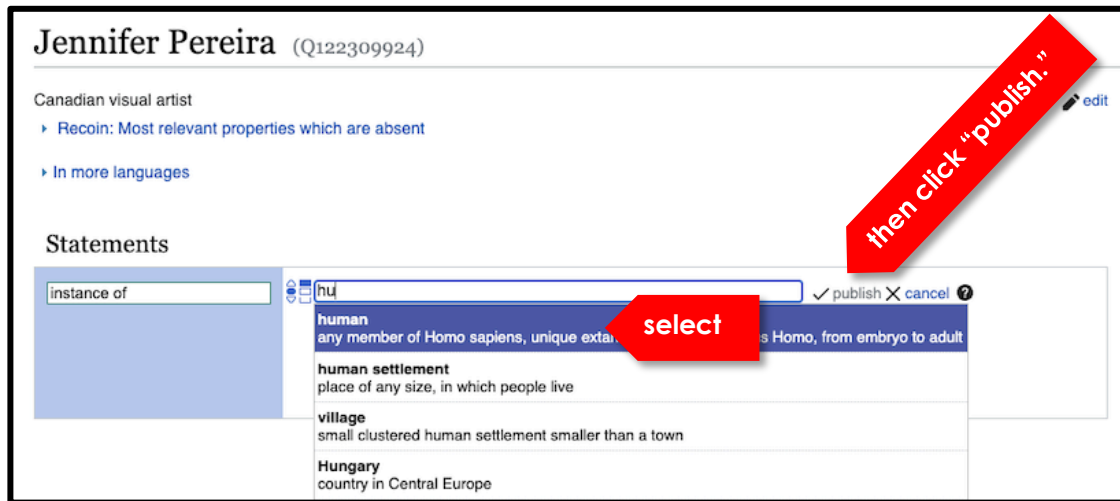 Jennifer Pereira (Q122309924)
Canadian visual artist
edit
Recoin: Most relevant properties which are absent
In more languages
then click “publish.”
Statements
instance of
hu
publish cancel ?
human
any member of Homo sapiens, unique extan s Homo, from embryo to adult
select
human settlement
place of any size, in which people live
village
small clustered human settlement smaller than a town
Hungary
country in Central Europe